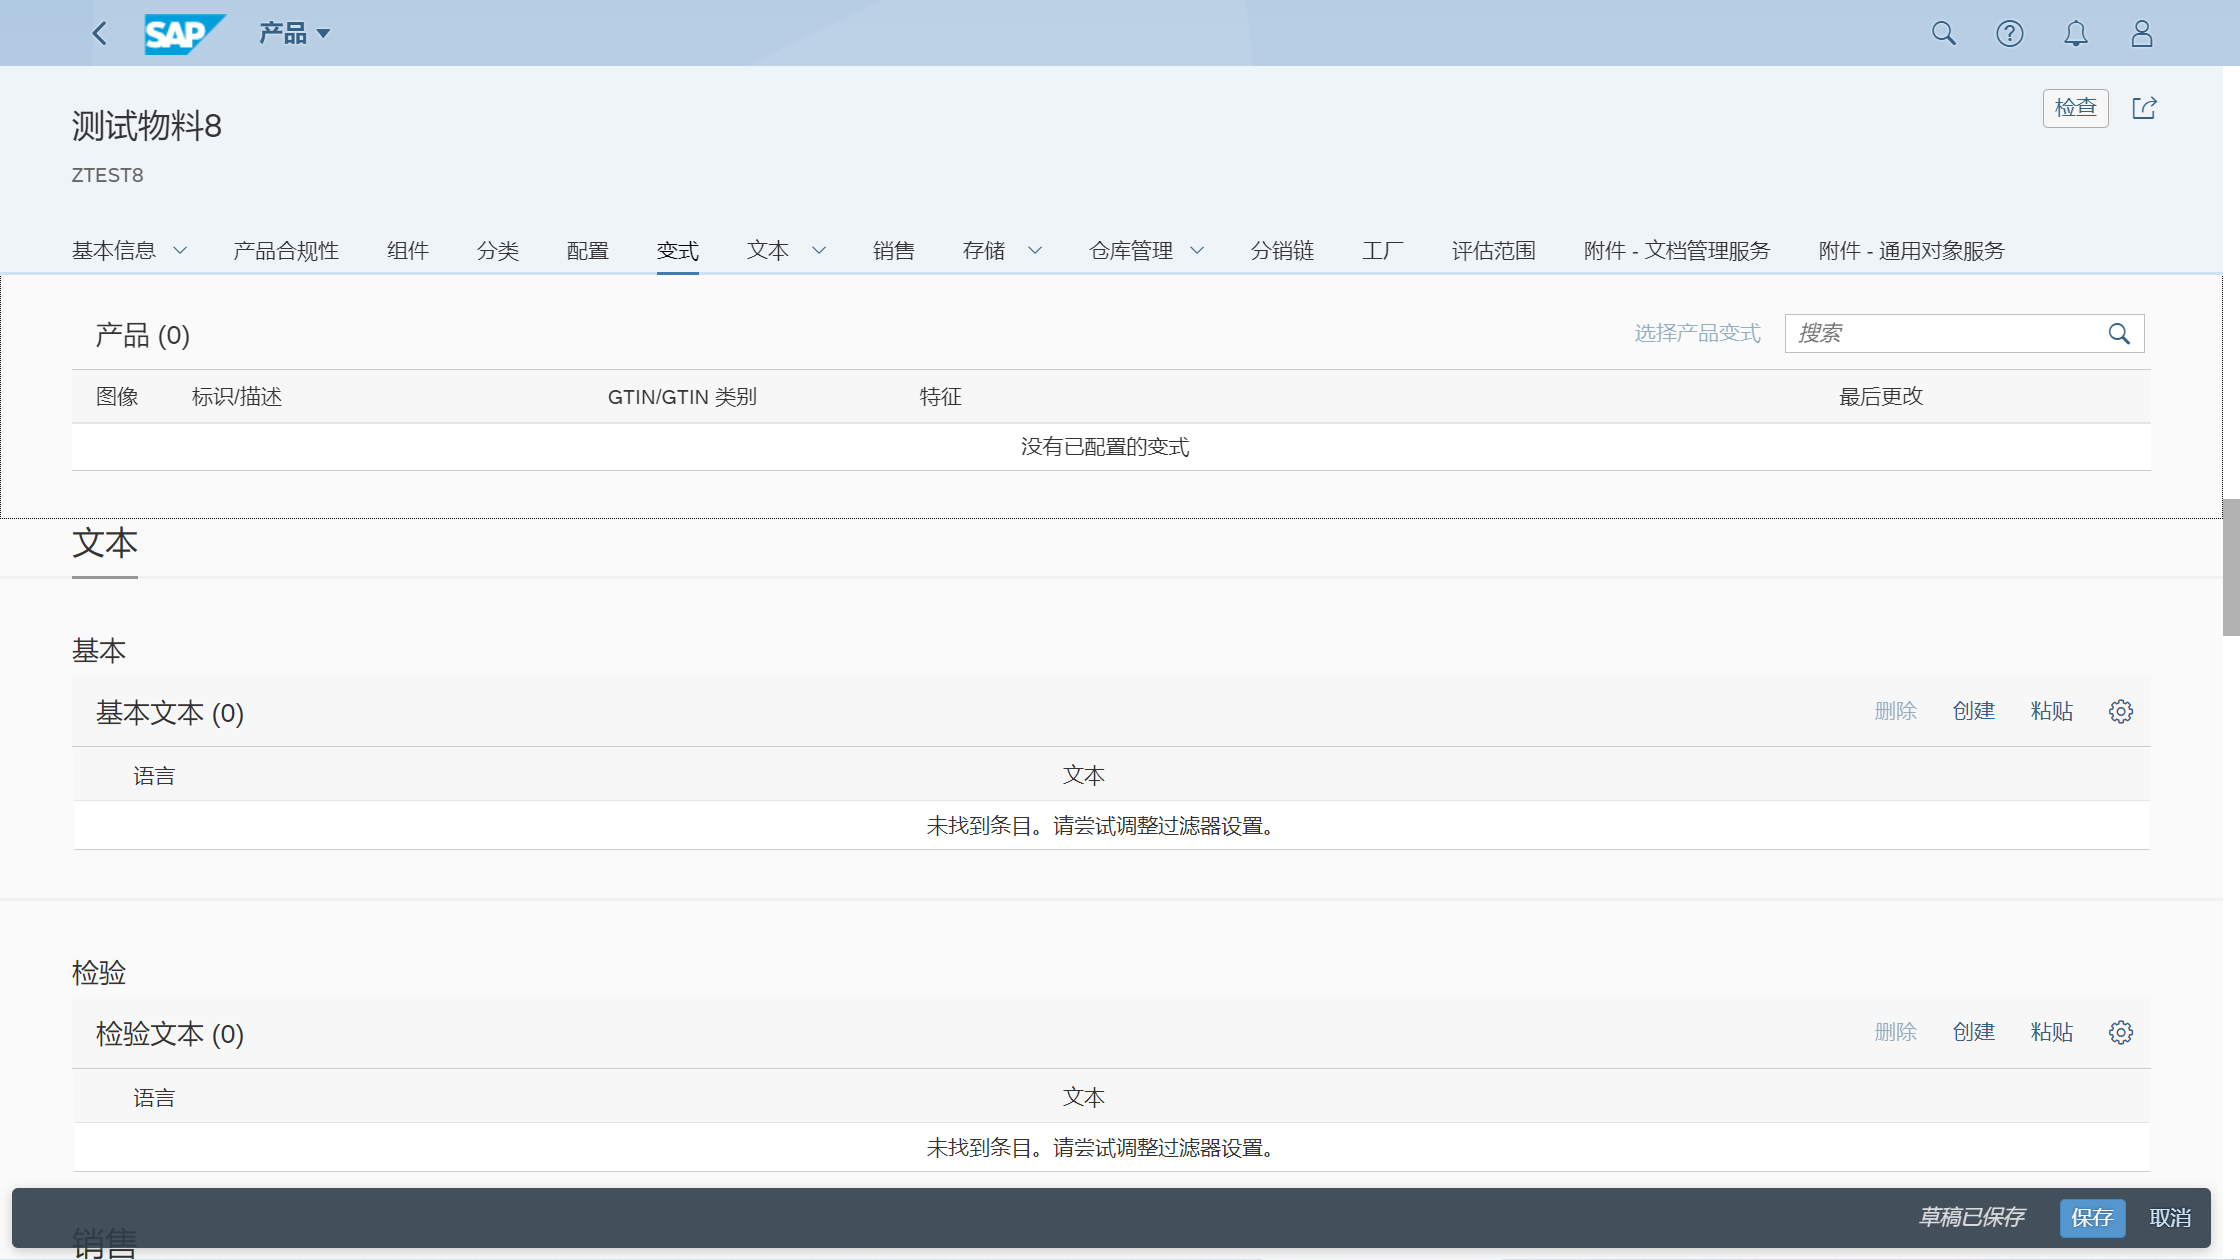 SAP 产品
测试物料8
检查
ZTEST8
基本信息 产品合规性 组件 分类 配置 变式 文本 销售 存储 仓库管理 分销链 工厂 评估范围 附件 - 文档管理服务 附件 - 通用对象服务
产品 (0) 选择产品变式 搜索
图像 标识/描述 GTIN/GTIN 类别 特征 最后更改
没有已配置的变式
文本
基本
基本文本 (0) 删除 创建 粘贴
语言 文本
未找到条目。请尝试调整过滤器设置。
检验
检验文本 (0) 删除 创建 粘贴
语言 文本
未找到条目。请尝试调整过滤器设置。
草稿已保存 保存 取消
销售